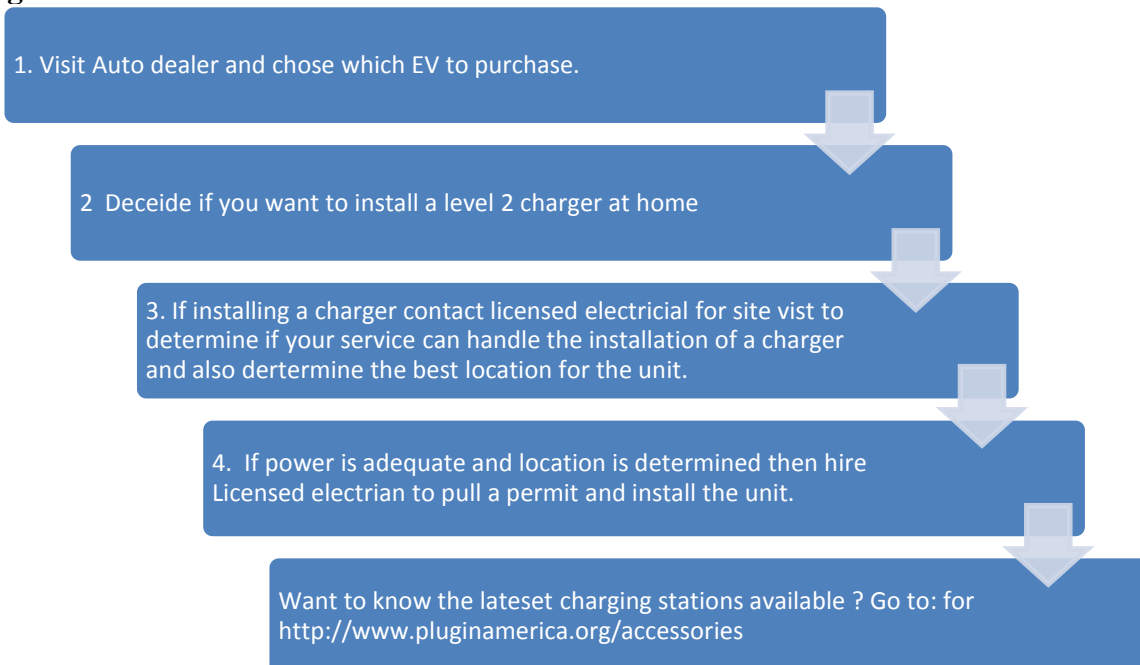 1. Visit Auto dealer and chose which EV to purchase.
2 Deceide if you want to install a level 2 charger at home
3. If installing a charger contact licensed electricial for site vist to
determine if your service can handle the installation of a charger
and also dertermine the best location for the unit.
4. If power is adequate and location is determined then hire
Licensed electrian to pull a permit and install the unit.
Want to know the lateset charging stations available ? Go to: for
http://www.pluginamerica.org/accessories